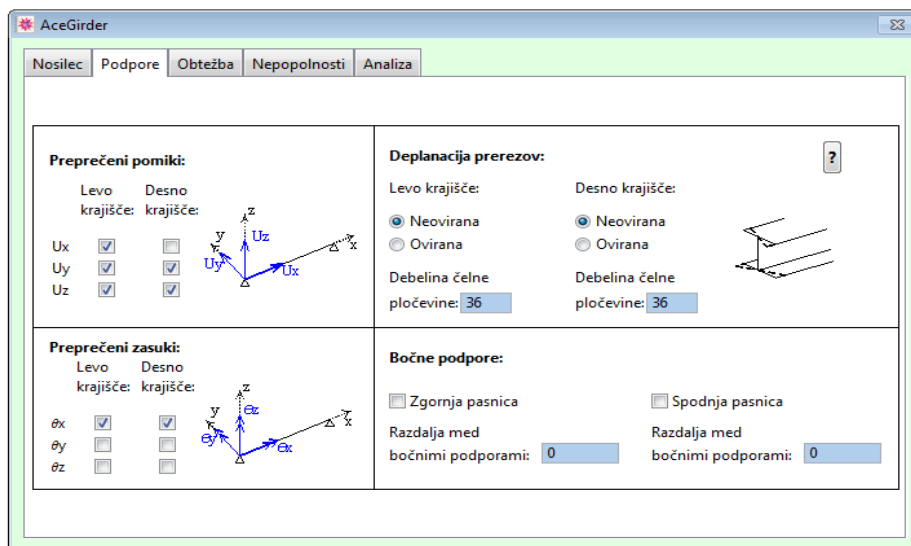 AceGirder
Nosilec Podpore Obtežba Nepopolnosti Analiza
Preprečeni pomiki:
Levo Desno
krajišče: krajišče:
Ux
Uy
Uz
z
y
x
Uz
Uy
Ux
Deplanacija prerezov:
?
Levo krajišče: Desno krajišče:
Neovirana Neovirana
Ovirana Ovirana
Debelina čelne Debelina čelne
pločevine: 36 pločevine: 36
Preprečeni zasuki:
Levo Desno
krajišče: krajišče:
θx
θy
θz
z
y
x
θz
θy
θx
Bočne podpore:
Zgornja pasnica Spodnja pasnica
Razdalja med Razdalja med
bočnimi podporami: 0 bočnimi podporami: 0